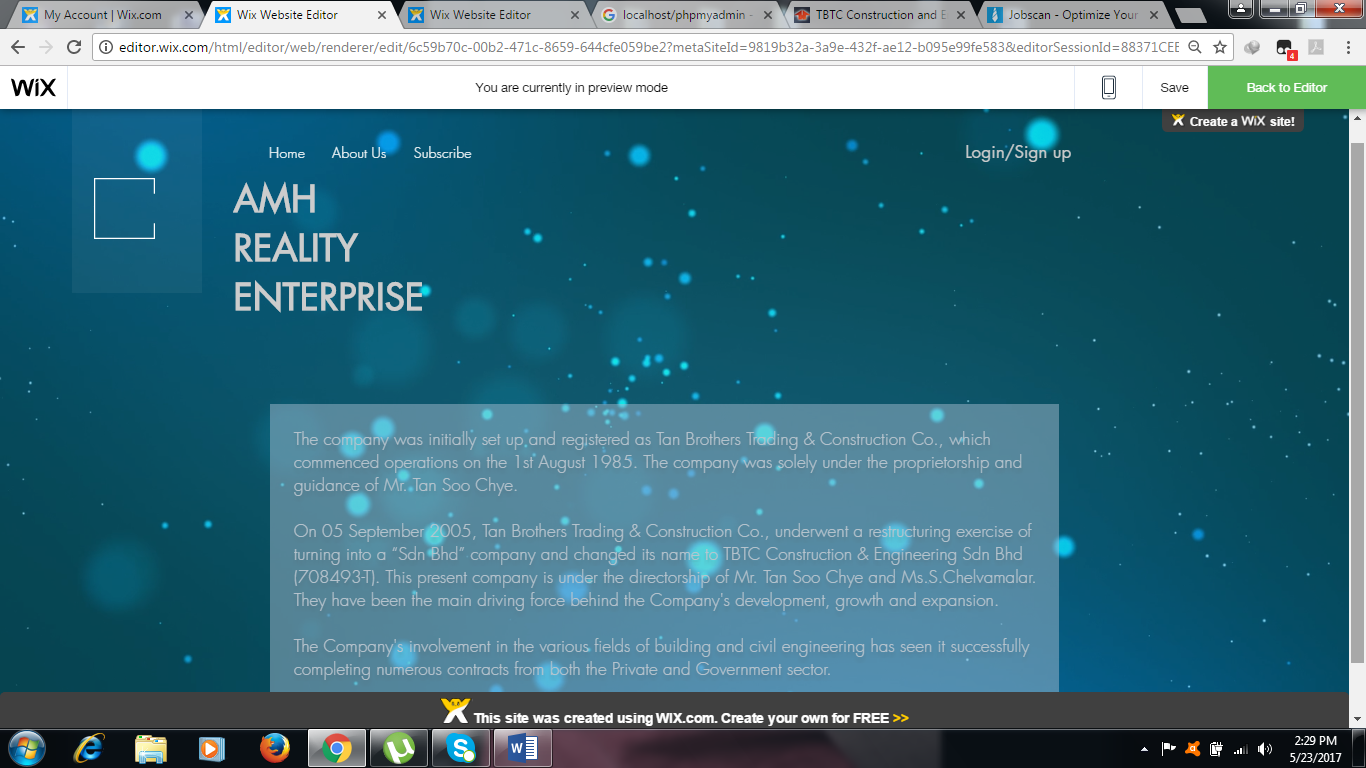 My Account | Wix.com
Wix Website Editor
Wix Website Editor
localhost/phpmyadmin -
TBTC Construction and E
Jobscan - Optimize Your
editor.wix.com/html/editor/web/renderer/edit/6c59b70c-00b2-471c-8659-644cfe059be2?metaSiteId=9819b32a-3a9e-432f-ae12-b095e99fe583&editorSessionId=88371CEE
4
WiX
You are currently in preview mode
Save
Back to Editor
Create a WiX site!
Home About Us Subscribe
Login/Sign up
AMH
REALITY
ENTERPRISE
The company was initially set up and registered as Tan Brothers Trading & Construction Co., which
commenced operations on the 1st August 1985. The company was solely under the proprietorship and
guidance of Mr. Tan Soo Chye.
On 05 September 2005, Tan Brothers Trading & Construction Co., underwent a restructuring exercise of
turning into a “Sdn Bhd” company and changed its name to TBTC Construction & Engineering Sdn Bhd
(708493-T). This present company is under the directorship of Mr. Tan Soo Chye and Ms.S.Chelvamalar.
They have been the main driving force behind the Company's development, growth and expansion.
The Company's involvement in the various fields of building and civil engineering has seen it successfully
completing numerous contracts from both the Private and Government sector.
This site was created using WIX.com. Create your own for FREE >>
2:29 PM
5/23/2017